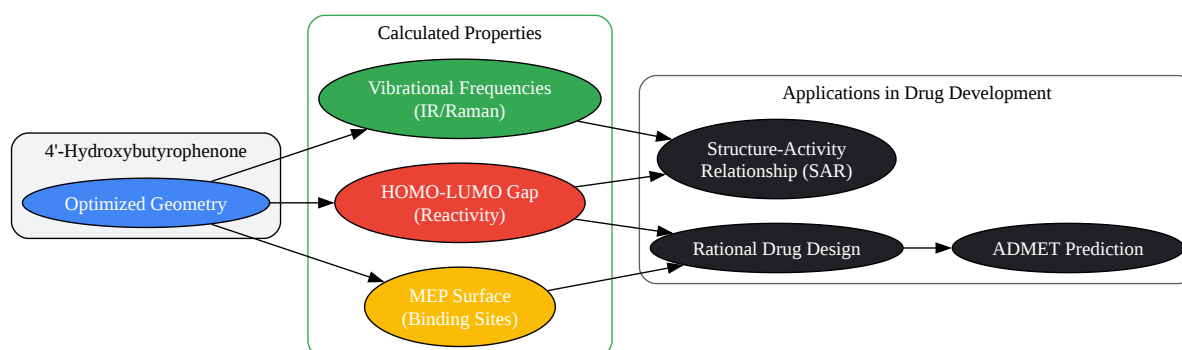 4'-Hydroxybutyrophenone
Optimized Geometry
Calculated Properties
Vibrational Frequencies
(IR/Raman)
HOMO-LUMO Gap
(Reactivity)
MEP Surface
(Binding Sites)
Applications in Drug Development
Structure-Activity
Relationship (SAR)
Rational Drug Design
ADMET Prediction